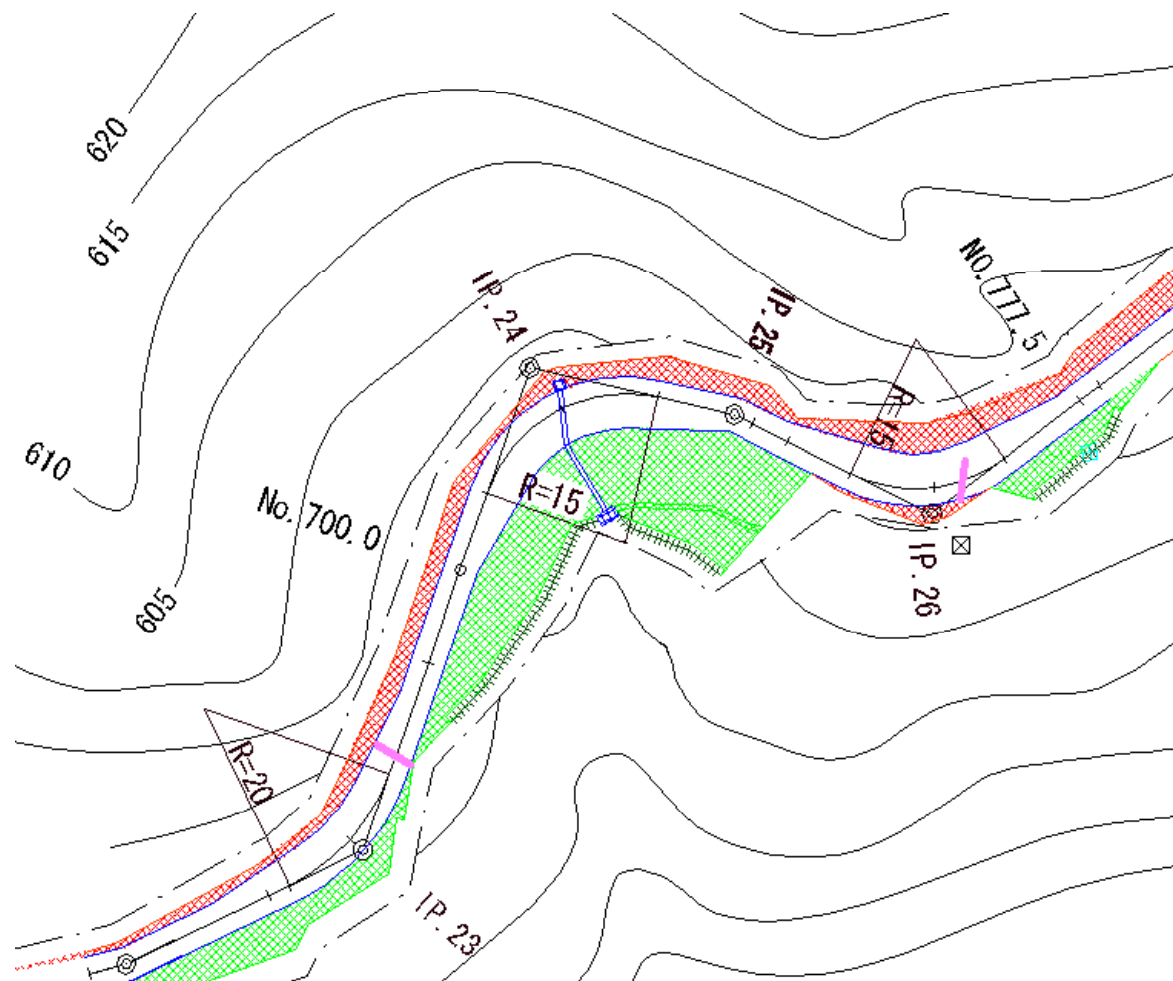 620
615
IP. 24
IP. 25
NO. 777. 5
R=15
610
No. 700. 0
R=15
605
IP. 26
R=20
IP. 23